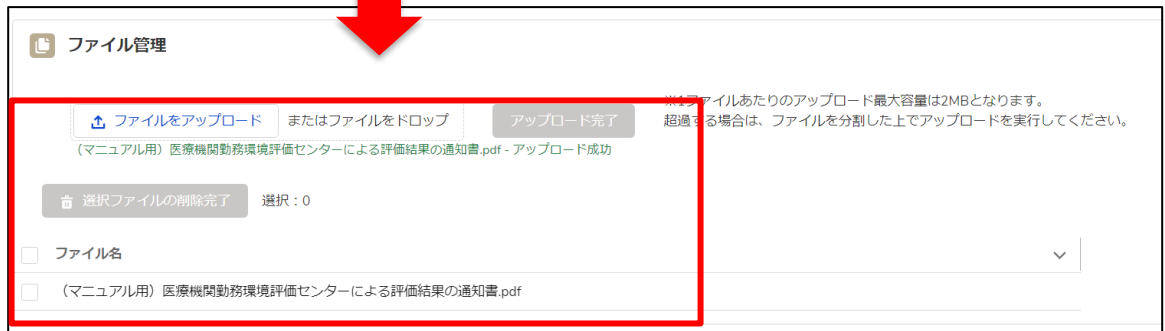 ファイル管理
※1ファイルあたりのアップロード最大容量は2MBとなります。
ファイルをアップロード またはファイルをドロップ アップロード完了 超過する場合は、ファイルを分割した上でアップロードを実行してください。
（マニュアル用）医療機関勤務環境評価センターによる評価結果の通知書.pdf - アップロード成功
選択ファイルの削除完了 選択：0
ファイル名
（マニュアル用）医療機関勤務環境評価センターによる評価結果の通知書.pdf